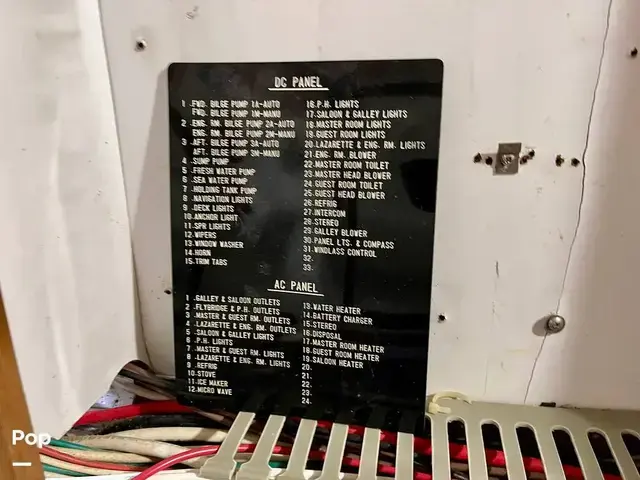 DC PANEL
1 .FWD. BILGE PUMP 1A-AUTO
FWD. BILGE PUMP 1M-MANU
2 .ENG. RM. BILGE PUMP 2A-AUTO
ENG. RM. BILGE PUMP 2M-MANU
3 .AFT. BILGE PUMP 3A-AUTO
AFT. BILGE PUMP 3M-MANU
4 .SUMP PUMP
5 .FRESH WATER PUMP
6 .SEA WATER PUMP
7 .HOLDING TANK PUMP
8 .NAVIGATION LIGHTS
9 .DECK LIGHTS
10.ANCHOR LIGHT
11.SPR LIGHTS
12.WIPERS
13.WINDOW WASHER
14.HORN
15.TRIM TABS
16.P.H. LIGHTS
17.SALOON & GALLEY LIGHTS
18.MASTER ROOM LIGHTS
19.GUEST ROOM LIGHTS
20.LAZARETTE & ENG. RM. LIGHTS
21.ENG. RM. BLOWER
22.MASTER ROOM TOILET
23.MASTER HEAD BLOWER
24.GUEST ROOM TOILET
25.GUEST HEAD BLOWER
26.REFRIG
27.INTERCOM
28.STEREO
29.GALLEY BLOWER
30.PANEL LTS. & COMPASS
31.WINDLASS CONTROL
32.
33.
AC PANEL
1 .GALLEY & SALOON OUTLETS
2 .FLYBRIDGE & P.H. OUTLETS
3 .MASTER & GUEST RM. OUTLETS
4 .LAZARETTE & ENG. RM. OUTLETS
5 .SALOON & GALLEY LIGHTS
6 .P.H. LIGHTS
7 .MASTER & GUEST RM. LIGHTS
8 .LAZARETTE & ENG. RM. LIGHTS
9 .REFRIG
10.STOVE
11.ICE MAKER
12.MICRO WAVE
13.WATER HEATER
14.BATTERY CHARGER
15.STEREO
16.DISPOSAL
17.MASTER ROOM HEATER
18.GUEST ROOM HEATER
19.SALOON HEATER
20.
21.
22.
23.
24.
Pop